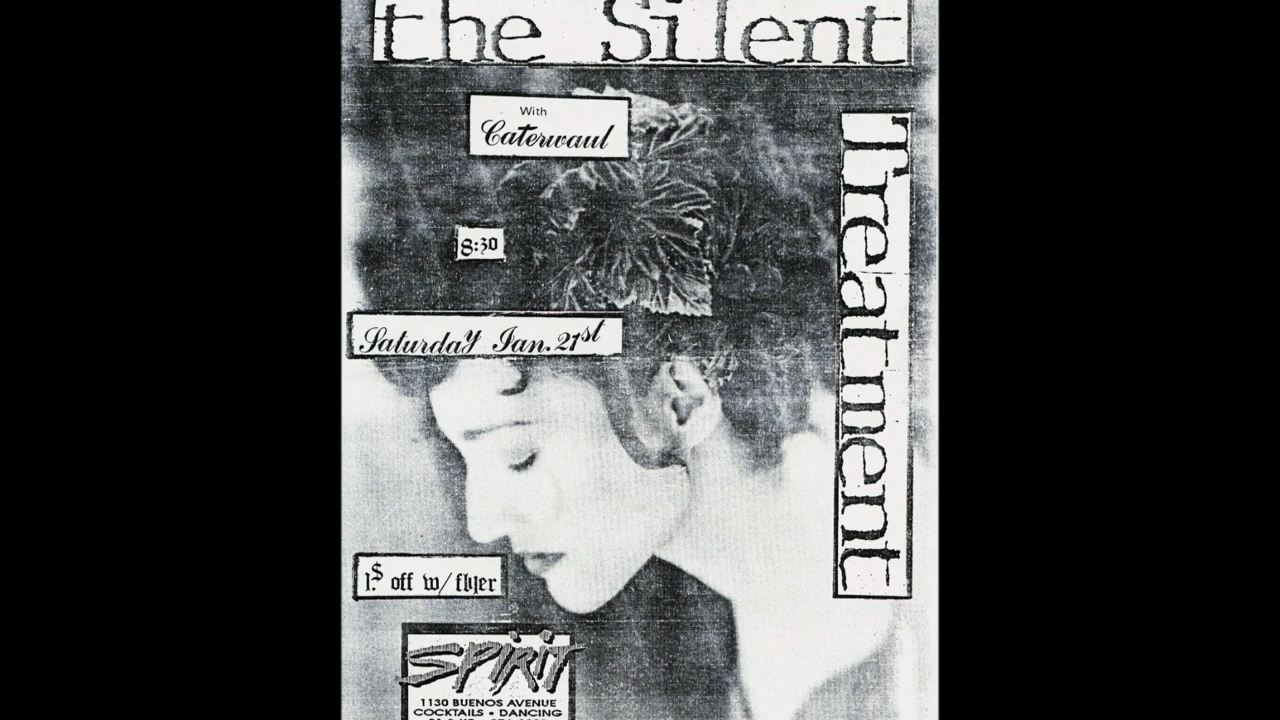 the Silent
Treatment
With
Caterwaul
8:30
Saturday Jan. 21st
1.$ off w/flyer
SPiRiT
1130 BUENOS AVENUE
COCKTAILS • DANCING